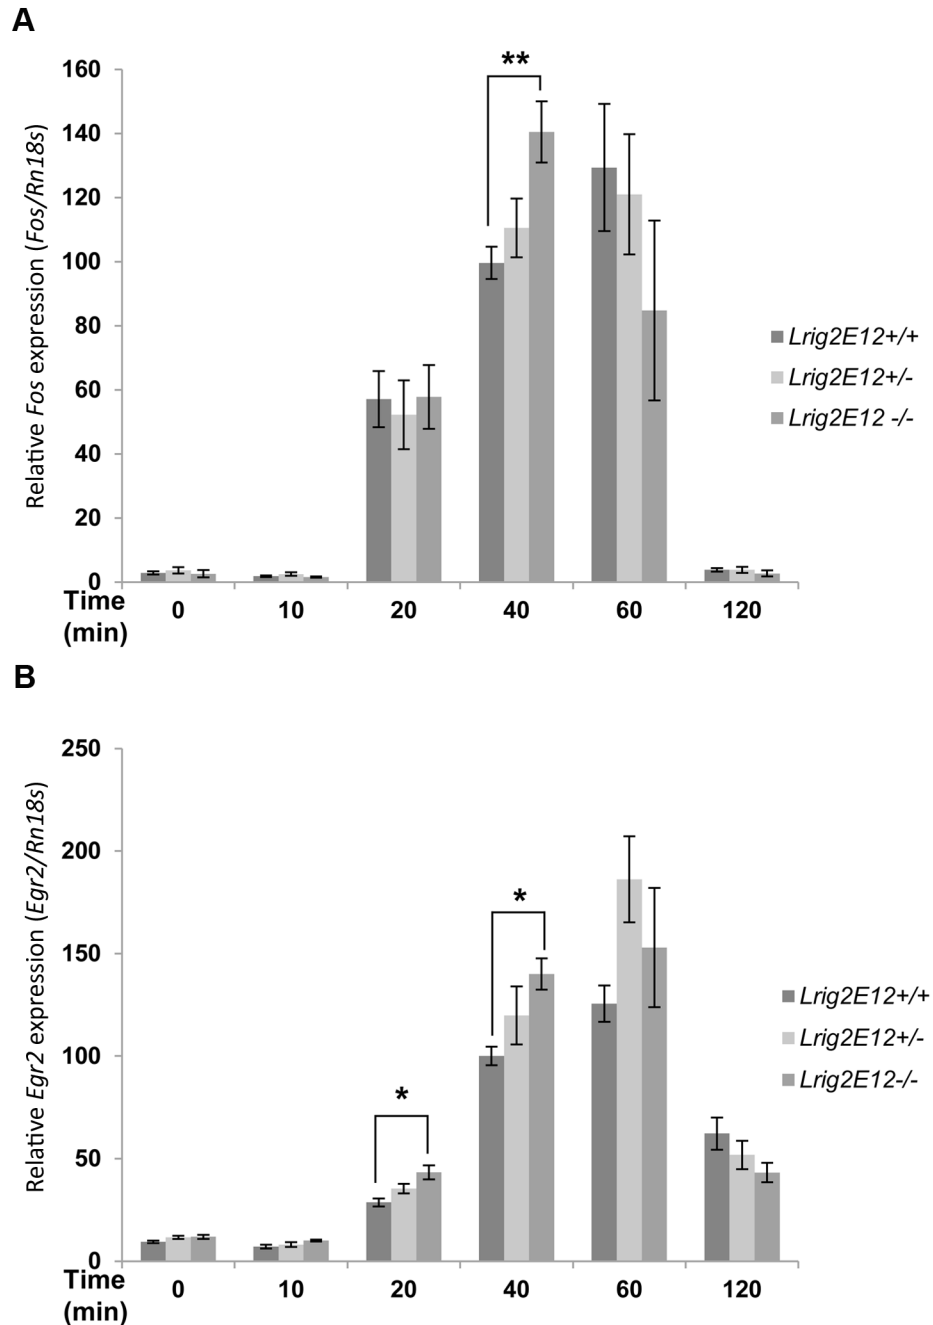 A
160
**
140
120
100
80
60
40
20
0
Relative Fos expression (Fos/Rn18s)
Lrig2E12+/+
Lrig2E12+/-
Lrig2E12 -/-
Time
(min)
0 10 20 40 60 120
B
250
200
150
100
50
0
Relative Egr2 expression (Egr2/Rn18s)
*
*
Lrig2E12+/+
Lrig2E12+/-
Lrig2E12-/-
Time
(min)
0 10 20 40 60 120